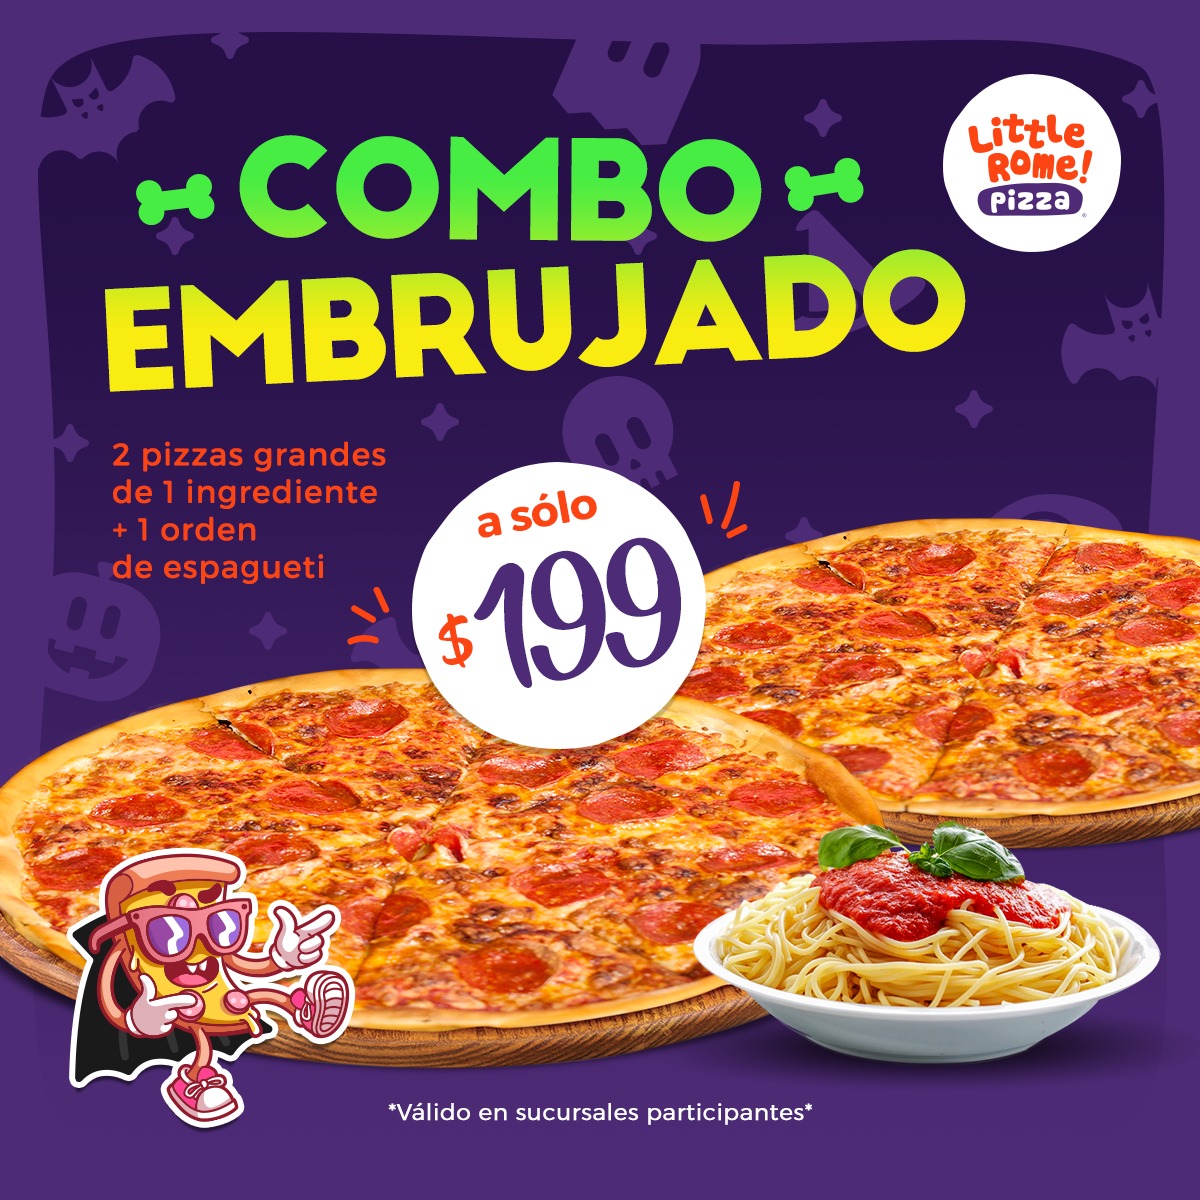 COMBO
EMBRUJADO
Little
Rome!
Pizza
2 pizzas grandes
de 1 ingrediente
+ 1 orden
de espagueti
a sólo
$199
*Válido en sucursales participantes*